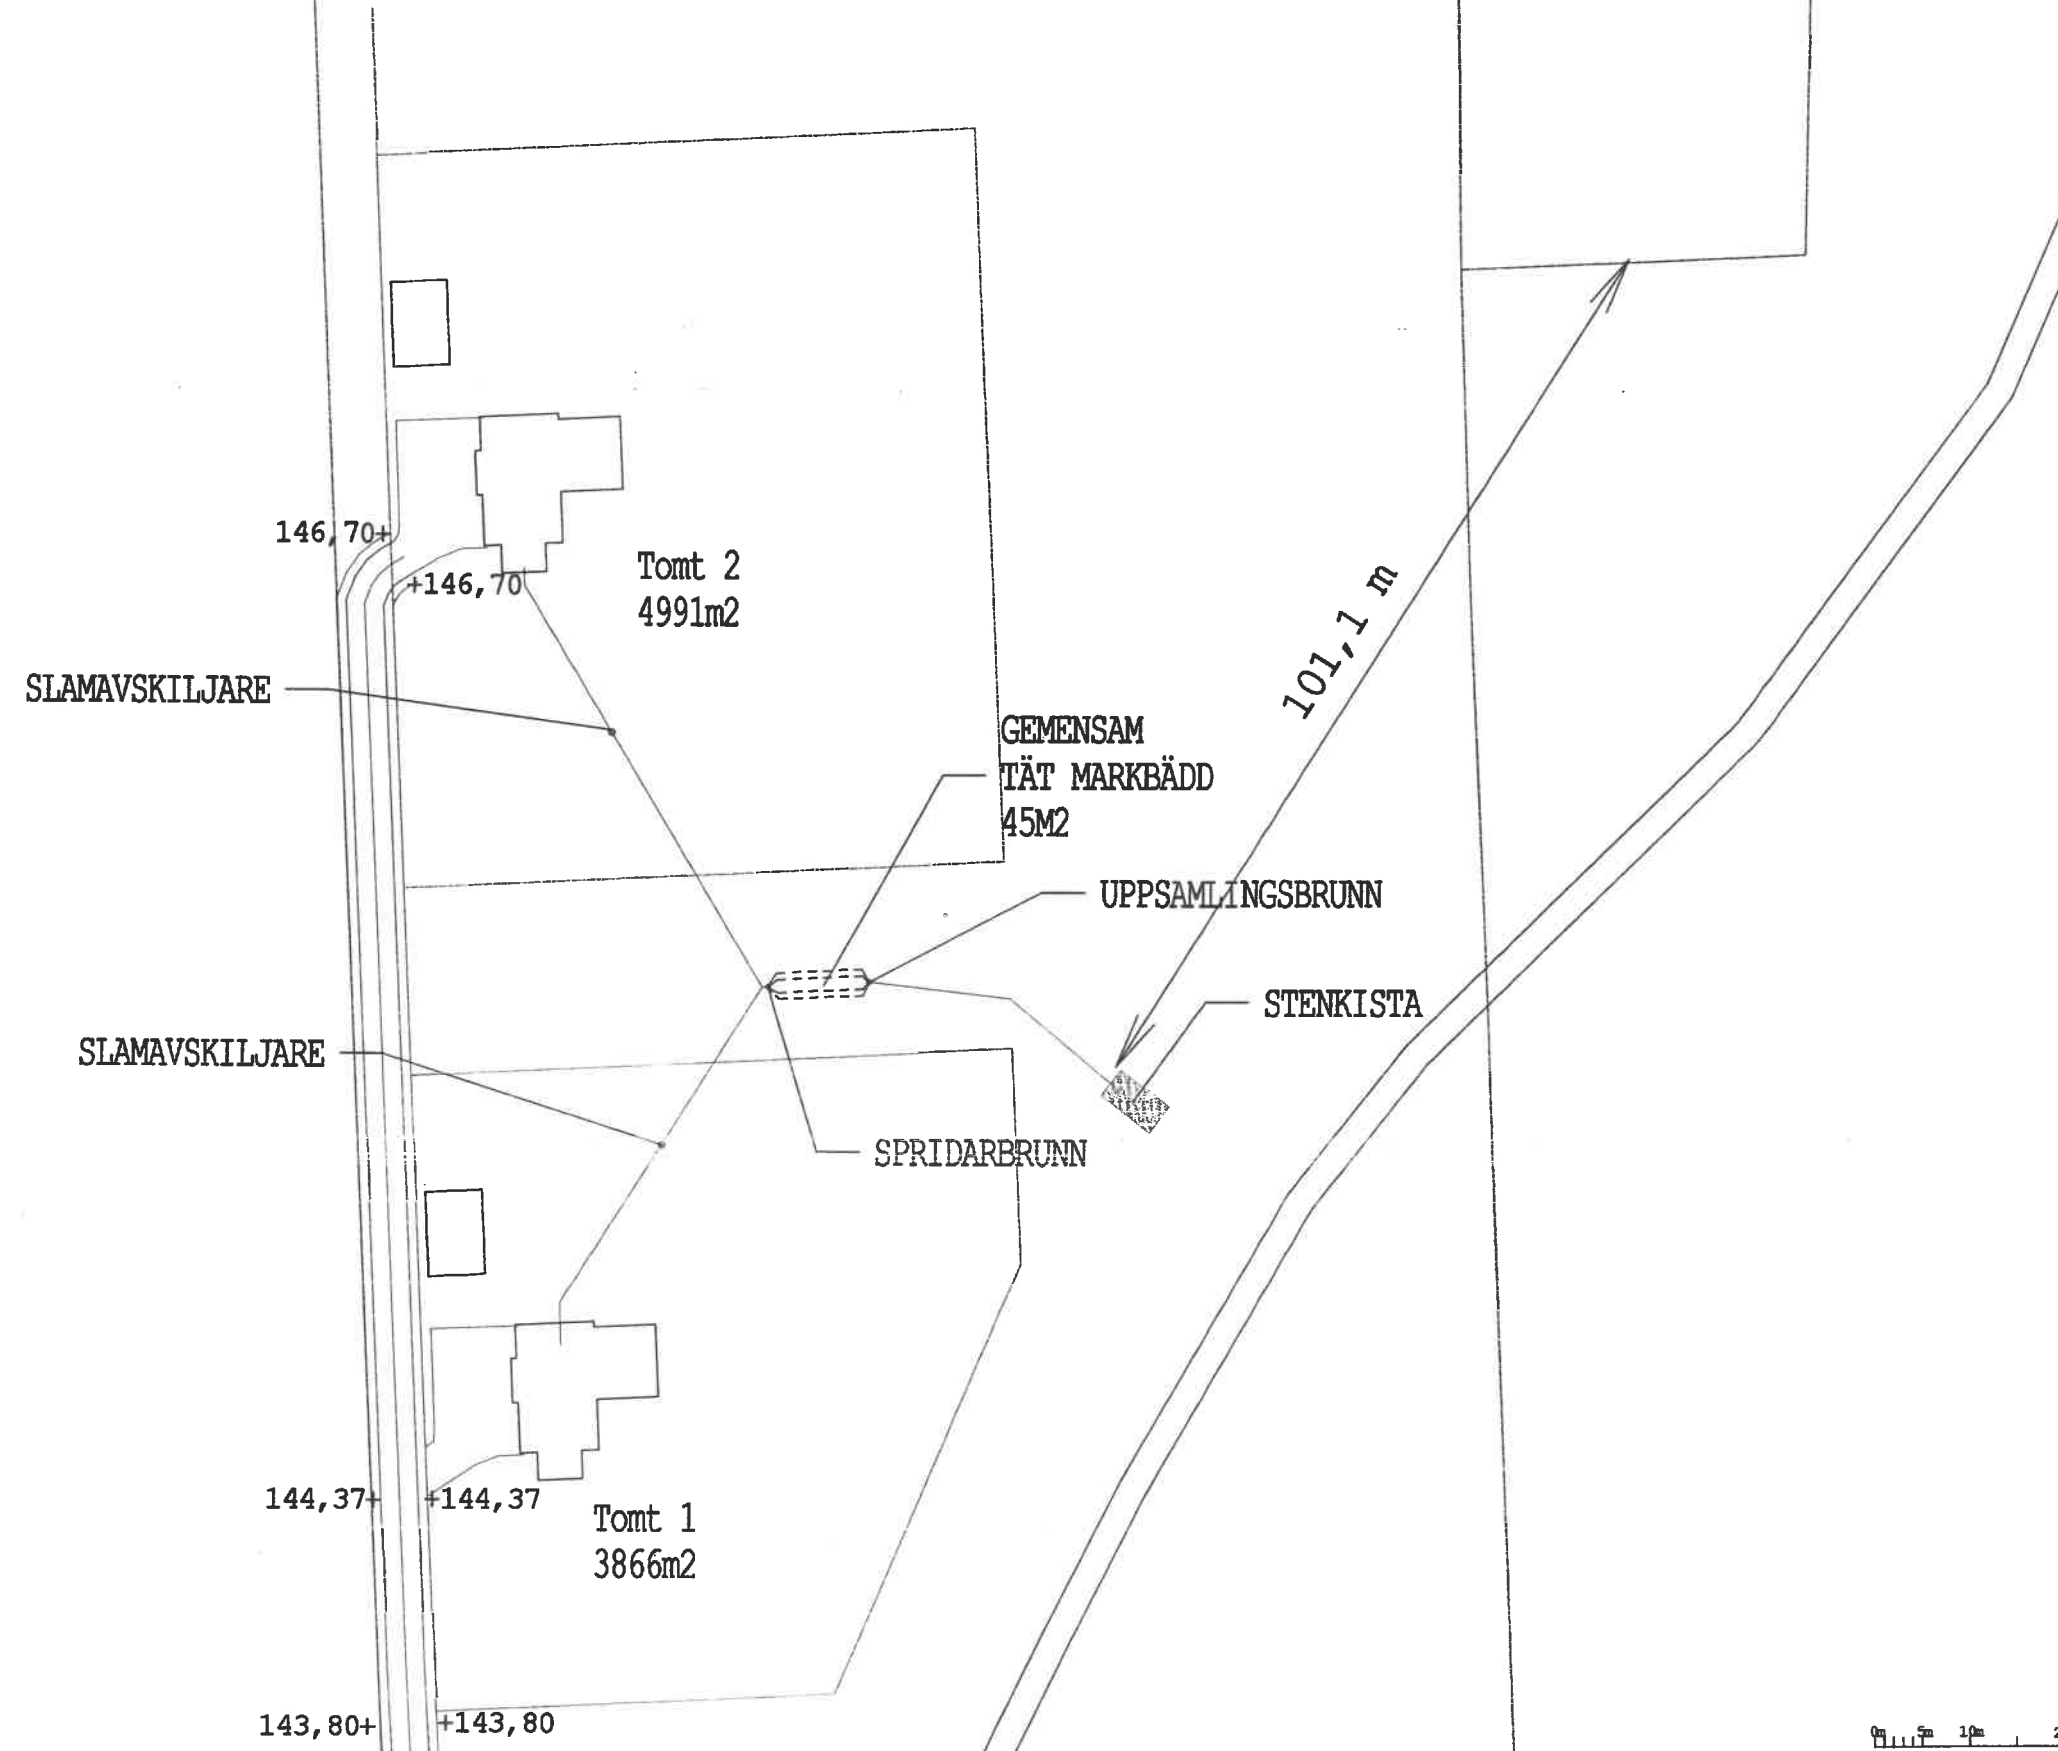 146,70+
+146,70
Tomt 2
4991m2
SLAMAVSKILJARE
101,1 m
GEMENSAM
TÄT MARKBÄDD
45M2
UPPSAMLINGSBRUNN
STENKISTA
SLAMAVSKILJARE
SPRIDARBRUNN
144,37+
+144,37
Tomt 1
3866m2
143,80+
+143,80
0m 5m 10m